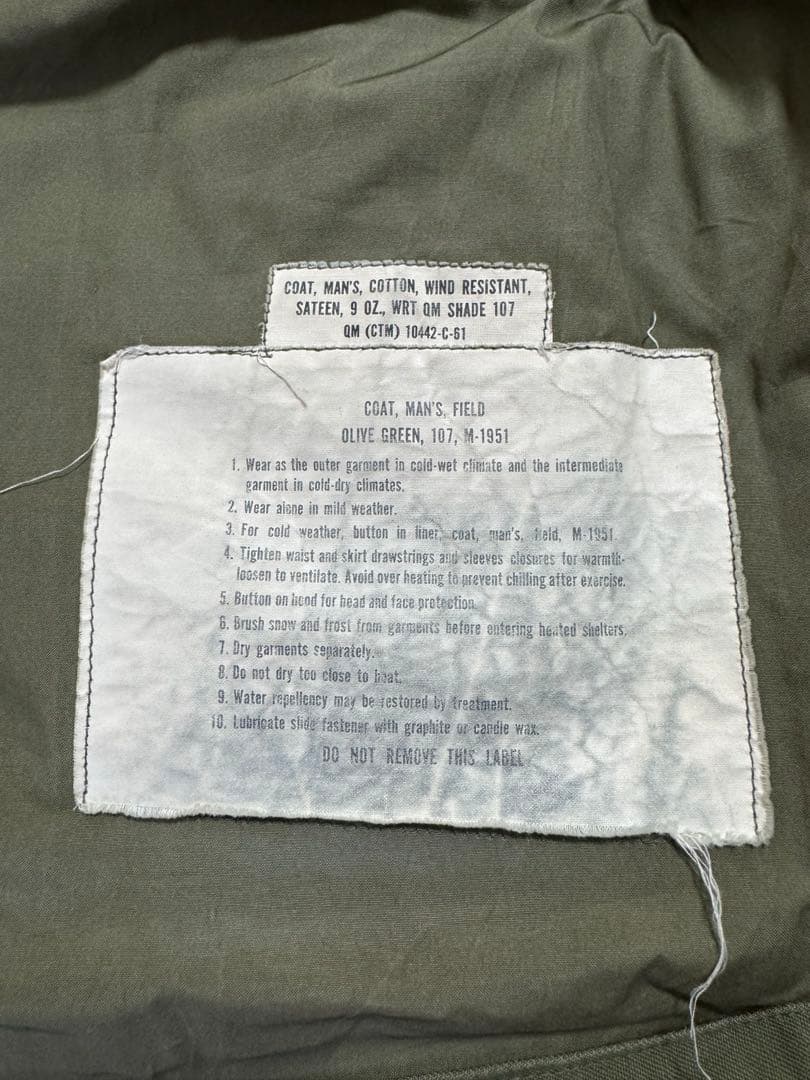 COAT, MAN'S, COTTON, WIND RESISTANT,
SATEEN, 9 OZ., WRT QM SHADE 107
QM (CTM) 10442-C-61
COAT, MAN'S, FIELD
OLIVE GREEN, 107, M-1951
1. Wear as the outer garment in cold-wet climate and the intermediate
garment in cold-dry climates.
2. Wear alone in mild weather.
3. For cold weather, button in liner, coat, man's, field, M-1951.
4. Tighten waist and skirt drawstrings and sleeves closures for warmth-
loosen to ventilate. Avoid over heating to prevent chilling after exercise.
5. Button on hood for head and face protection.
6. Brush snow and frost from garments before entering heated shelters.
7. Dry garments separately.
8. Do not dry too close to heat.
9. Water repellency may be restored by treatment.
10. Lubricate slide fastener with graphite or candle wax.
DO NOT REMOVE THIS LABEL